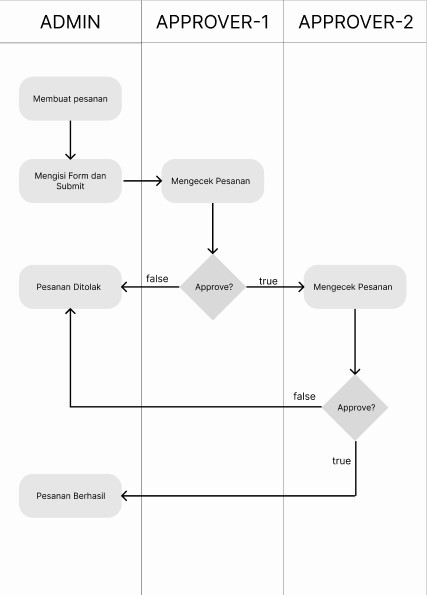 ADMIN
APPROVER-1
APPROVER-2
Membuat pesanan
Mengisi Form dan
Submit
Mengecek Pesanan
Pesanan Ditolak
false
Approve?
true
Mengecek Pesanan
false
Approve?
true
Pesanan Berhasil